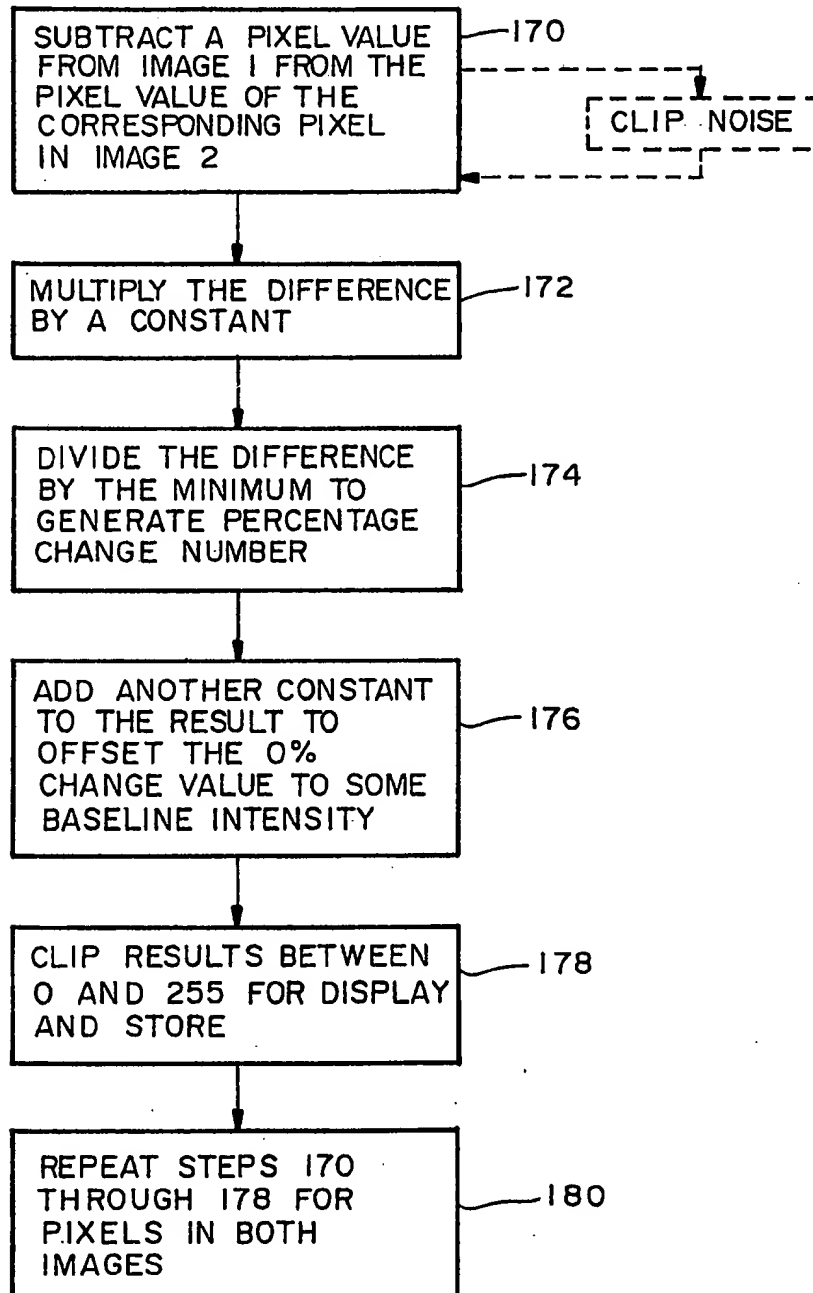 SUBTRACT A PIXEL VALUE
FROM IMAGE 1 FROM THE
PIXEL VALUE OF THE
CORRESPONDING PIXEL
IN IMAGE 2
170
CLIP NOISE
MULTIPLY THE DIFFERENCE
BY A CONSTANT
172
DIVIDE THE DIFFERENCE
BY THE MINIMUM TO
GENERATE PERCENTAGE
CHANGE NUMBER
174
ADD ANOTHER CONSTANT
TO THE RESULT TO
OFFSET THE 0%
CHANGE VALUE TO SOME
BASELINE INTENSITY
176
CLIP RESULTS BETWEEN
0 AND 255 FOR DISPLAY
AND STORE
178
REPEAT STEPS 170
THROUGH 178 FOR
PIXELS IN BOTH
IMAGES
180